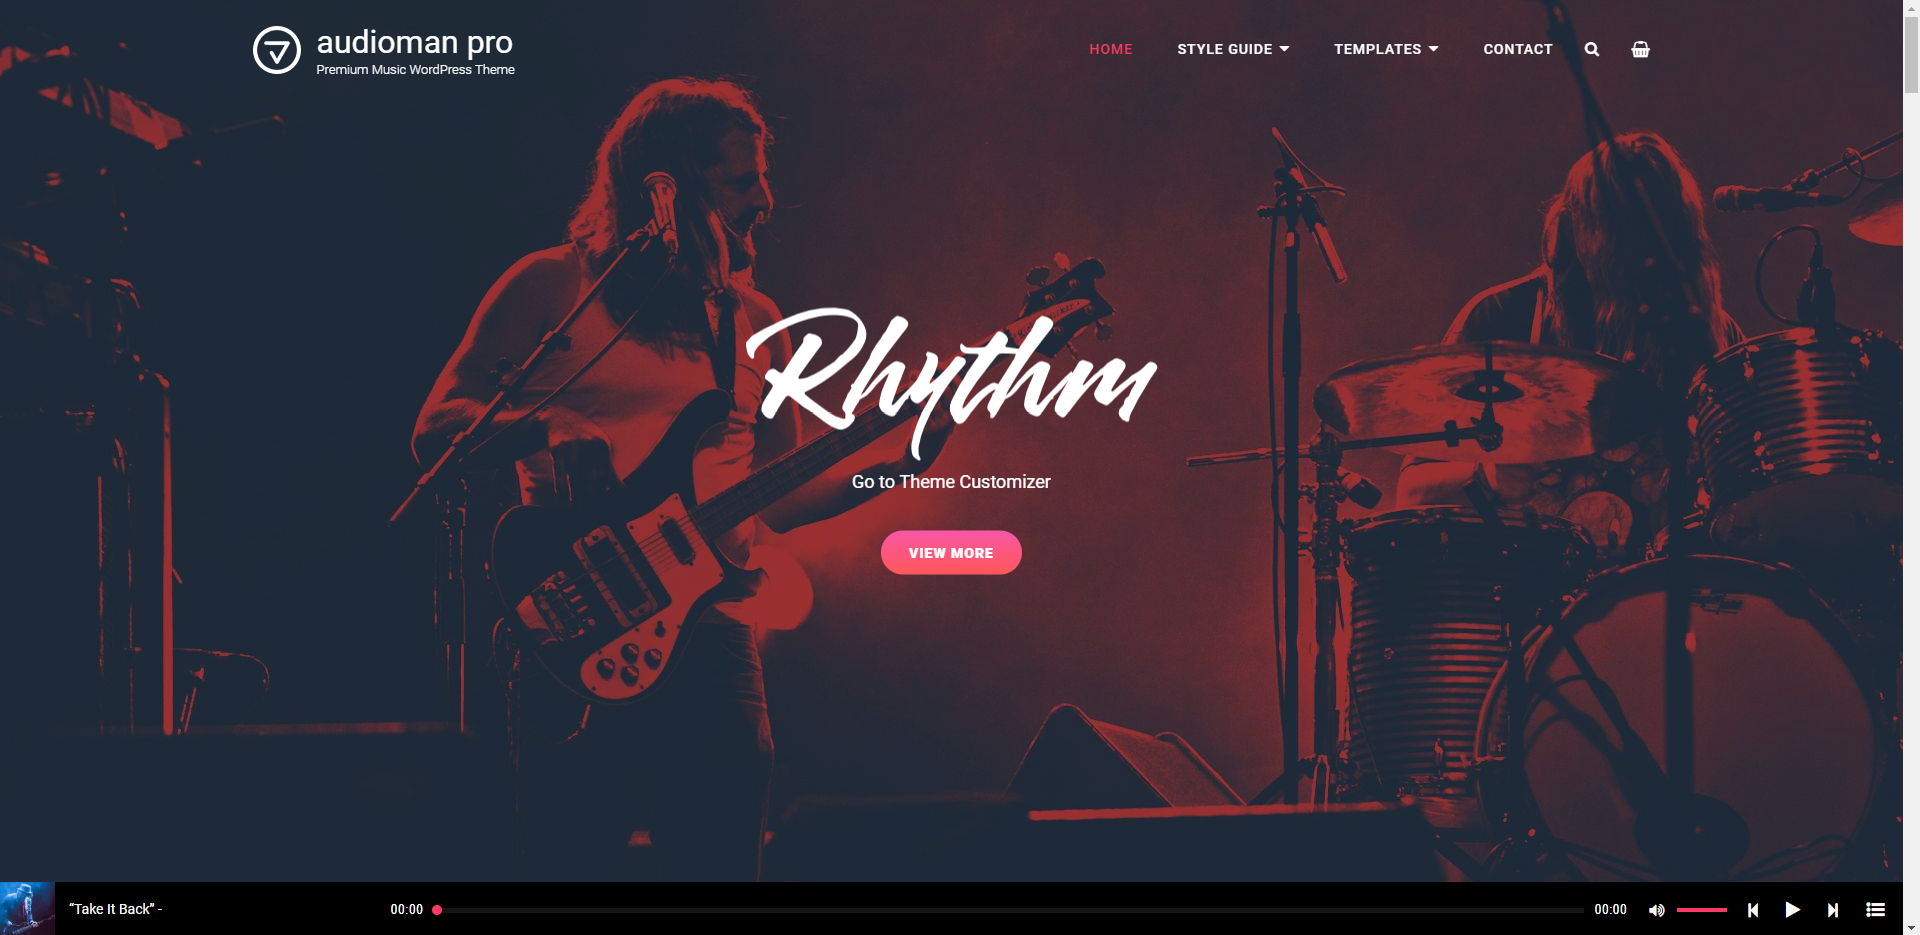 audioman pro
Premium Music WordPress Theme
HOME
STYLE GUIDE
TEMPLATES
CONTACT
Rhythm
Go to Theme Customizer
VIEW MORE
“Take It Back” -
00:00
00:00